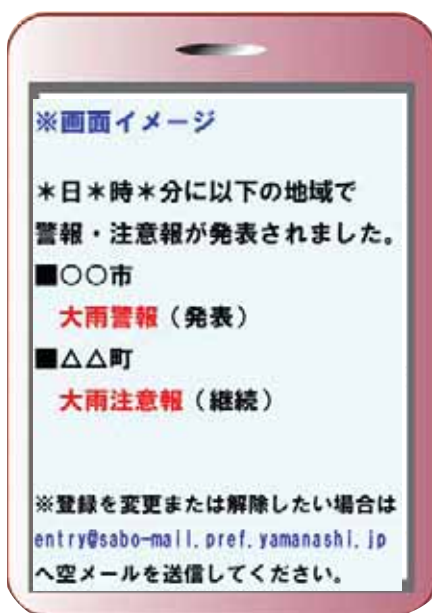 ※画面イメージ
＊日＊時＊分に以下の地域で
警報・注意報が発表されました。
■○○市
大雨警報（発表）
■△△町
大雨注意報（継続）
※登録を変更または解除したい場合は
entry@sabo-mail.pref.yamanashi.jp
へ空メールを送信してください。